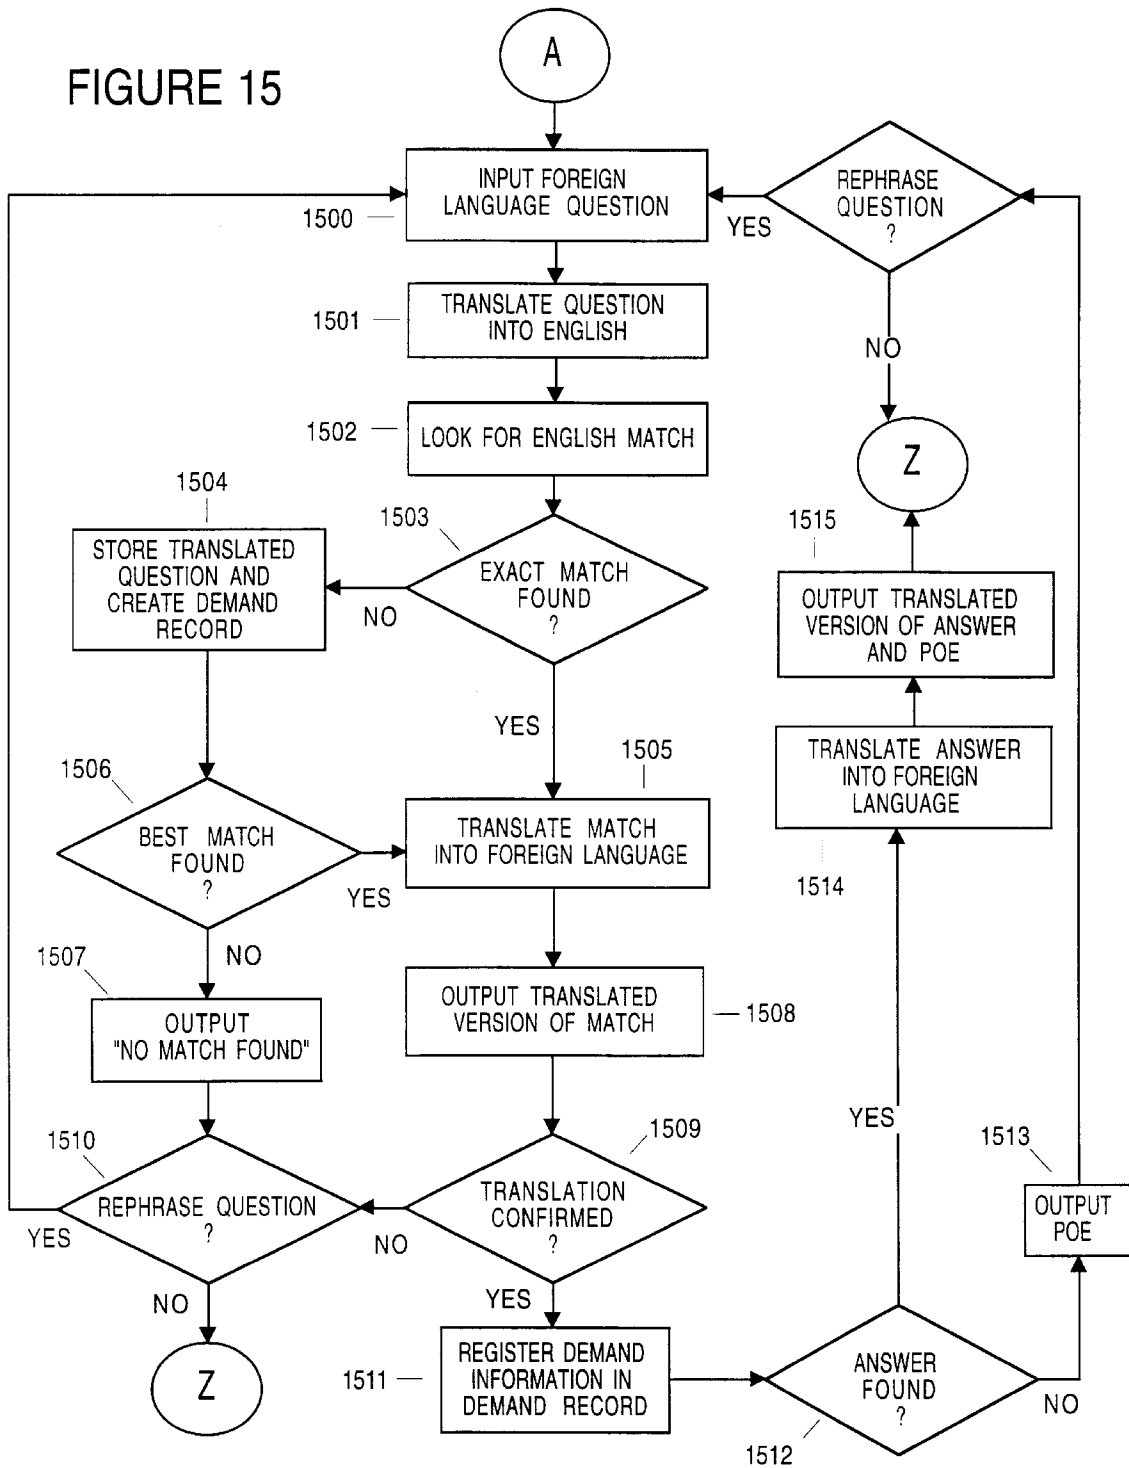 FIGURE 15
A
INPUT FOREIGN
LANGUAGE QUESTION
1500
REPHRASE
QUESTION
?
YES
NO
Z
TRANSLATE QUESTION
INTO ENGLISH
1501
1502
LOOK FOR ENGLISH MATCH
1503
EXACT MATCH
FOUND
?
NO
YES
1504
STORE TRANSLATED
QUESTION AND
CREATE DEMAND
RECORD
1515
OUTPUT TRANSLATED
VERSION OF ANSWER
AND POE
TRANSLATE ANSWER
INTO FOREIGN
LANGUAGE
1514
1506
BEST MATCH
FOUND
?
YES
NO
1505
TRANSLATE MATCH
INTO FOREIGN LANGUAGE
1507
OUTPUT
"NO MATCH FOUND"
OUTPUT TRANSLATED
VERSION OF MATCH
1508
1510
REPHRASE QUESTION
?
YES
NO
Z
1509
TRANSLATION
CONFIRMED
?
NO
YES
1511
REGISTER DEMAND
INFORMATION IN
DEMAND RECORD
YES
ANSWER
FOUND
?
1512
NO
1513
OUTPUT
POE